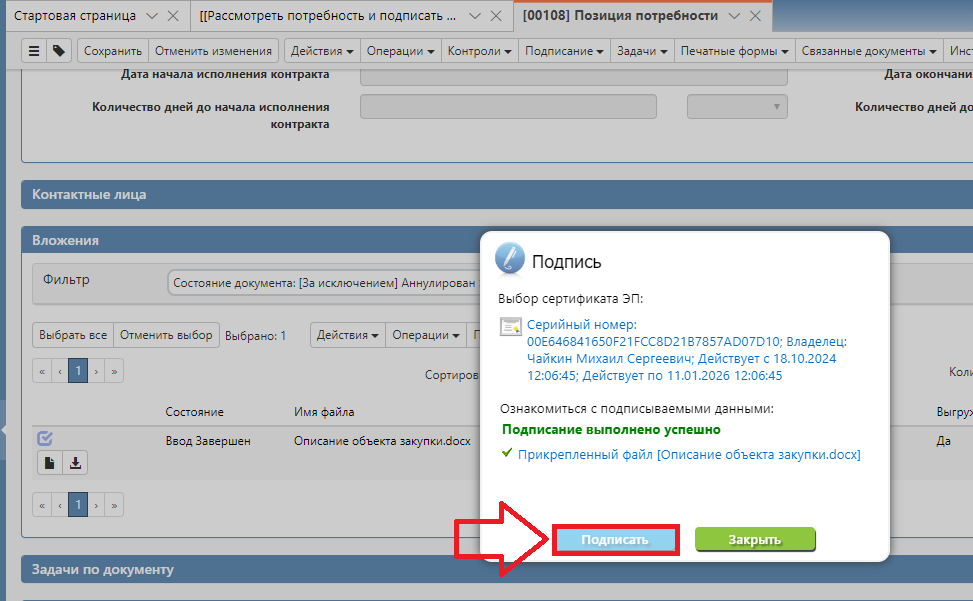 Стартовая страница
[[Рассмотреть потребность и подписать ...
[00108] Позиция потребности
Сохранить Отменить изменения Действия Операции Контроли Подписание Задачи Печатные формы Связанные документы Инс
Дата начала исполнения контракта
Дата окончани
Количество дней до начала исполнения
контракта
Количество дней до
Контактные лица
Вложения
Фильтр
Состояние документа: [За исключением] Аннулирован
Выбрать все Отменить выбор Выбрано: 1 Действия Операции П
« ‹ 1 › »
Сортиров
Коли
Состояние Имя файла
Выгруж
Ввод Завершен Описание объекта закупки.docx
Да
« ‹ 1 › »
Задачи по документу
Подпись
Выбор сертификата ЭП:
Серийный номер:
00E646841650F21FCC8D21B7857AD07D10; Владелец:
Чайкин Михаил Сергеевич; Действует с 18.10.2024
12:06:45; Действует по 11.01.2026 12:06:45
Ознакомиться с подписываемыми данными:
Подписание выполнено успешно
Прикрепленный файл [Описание объекта закупки.docx]
Подписать
Закрыть